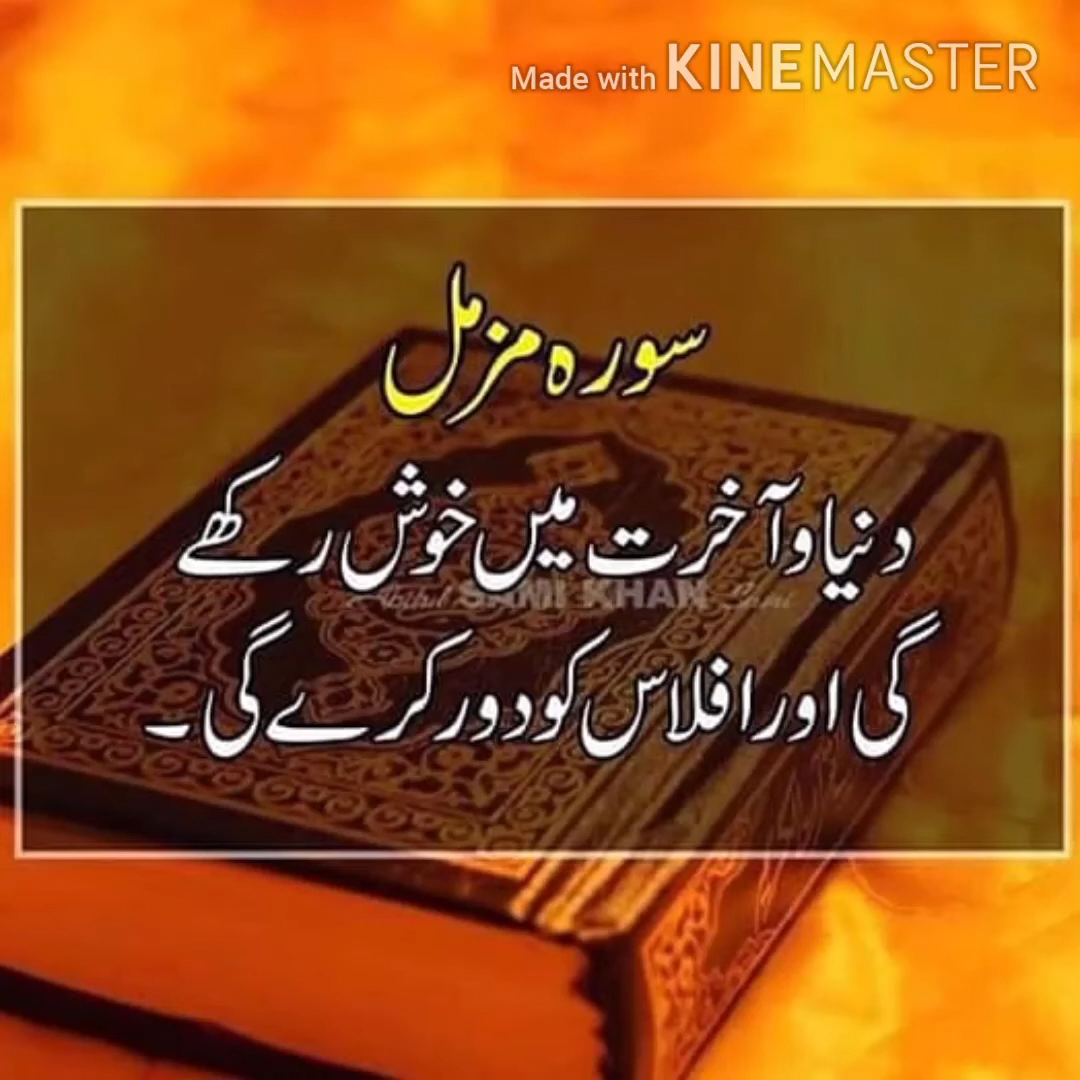 Made with KINEMASTER
سورہ مزمل
دنیا و آخرت میں خوش رکھے
SAMI KHAN
گی اور افلاس کو دور کرے گی۔